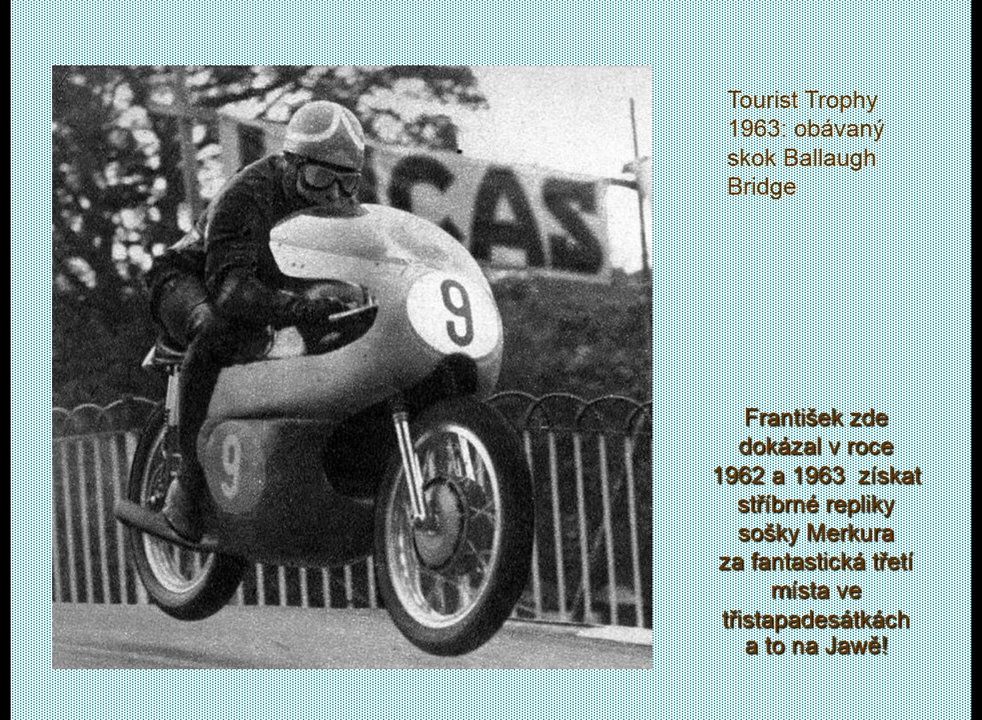 Tourist Trophy
1963: obávaný
skok Ballaugh
Bridge
CAS
9
9
František zde
dokázal v roce
1962 a 1963 získat
stříbrné repliky
sošky Merkura
za fantastická třetí
místa ve
třistapadesátkách
a to na Jawě!